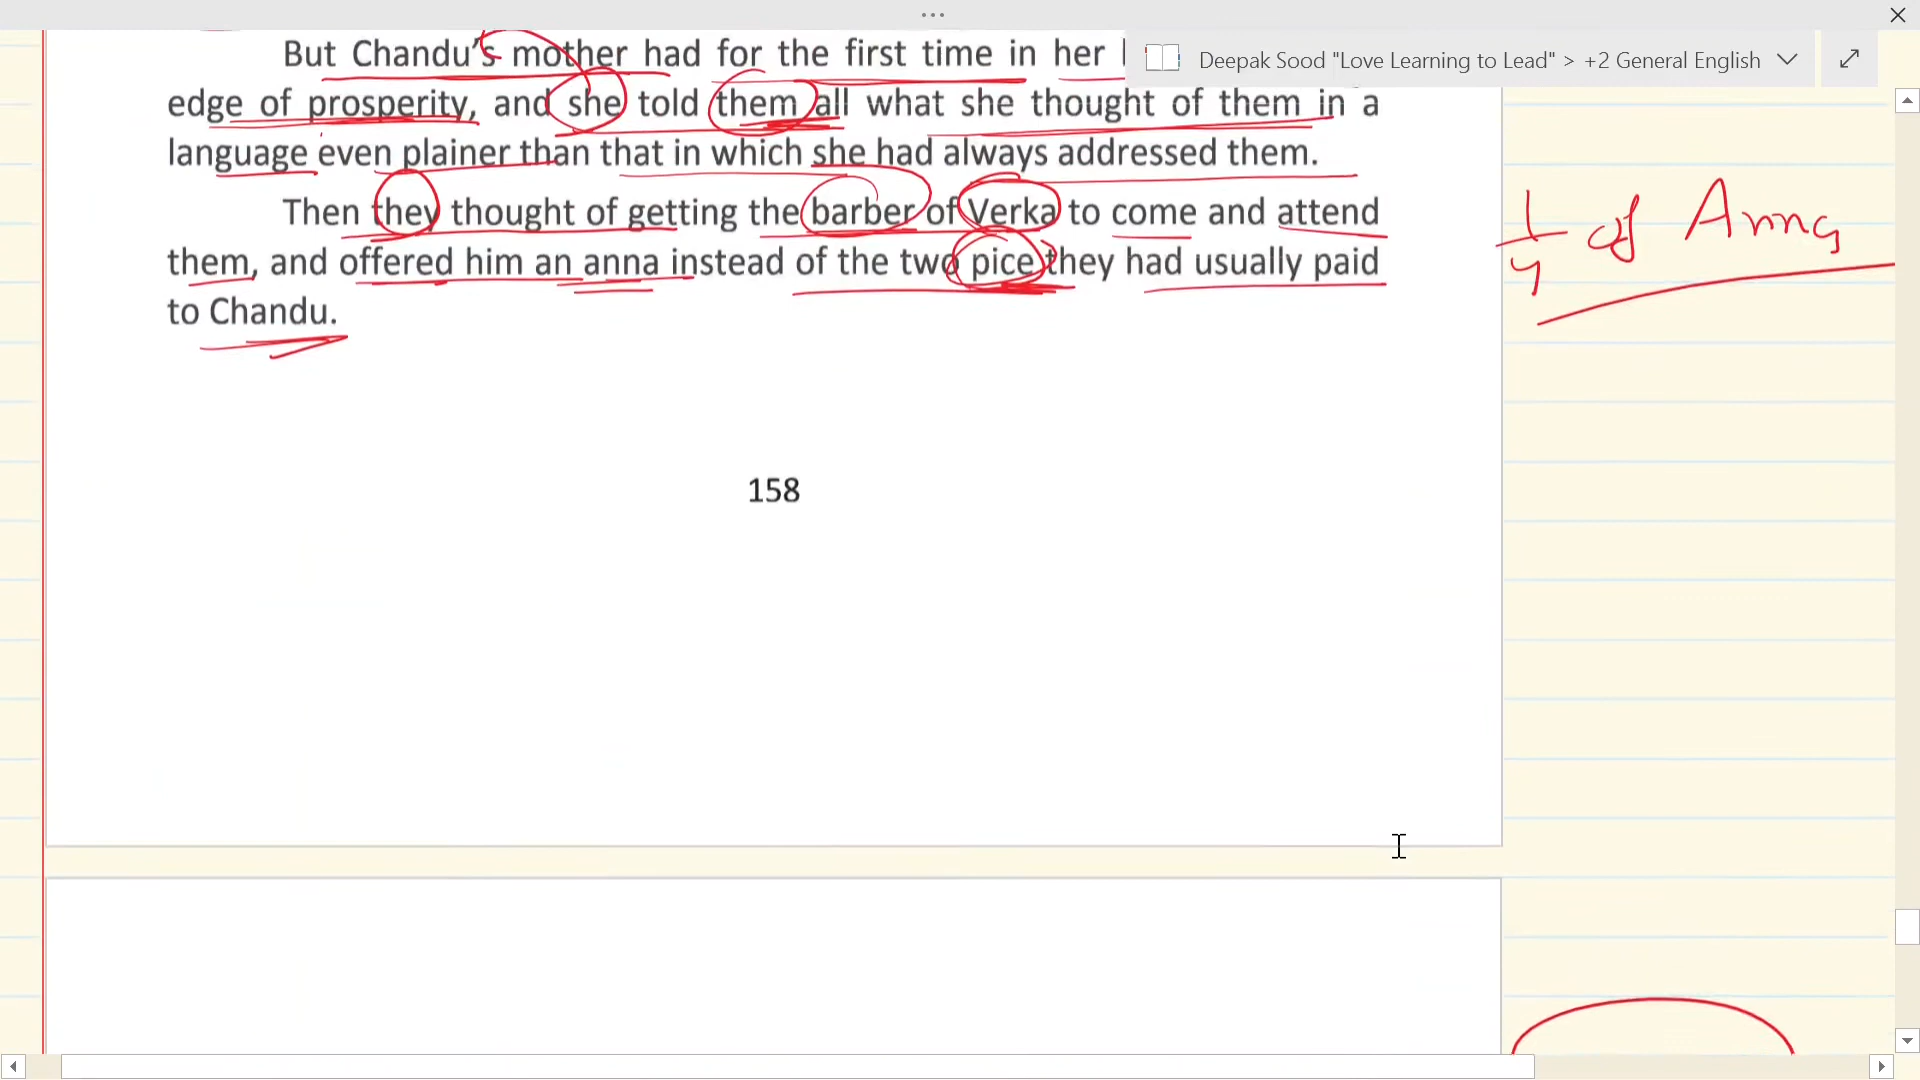 But Chandu's mother had for the first time in her
Deepak Sood "Love Learning to Lead" > +2 General English
edge of prosperity, and she told them all what she thought of them in a
language even plainer than that in which she had always addressed them.
Then they thought of getting the barber of Verka to come and attend
them, and offered him an anna instead of the two pice they had usually paid
to Chandu.
1/4 of Anna
158